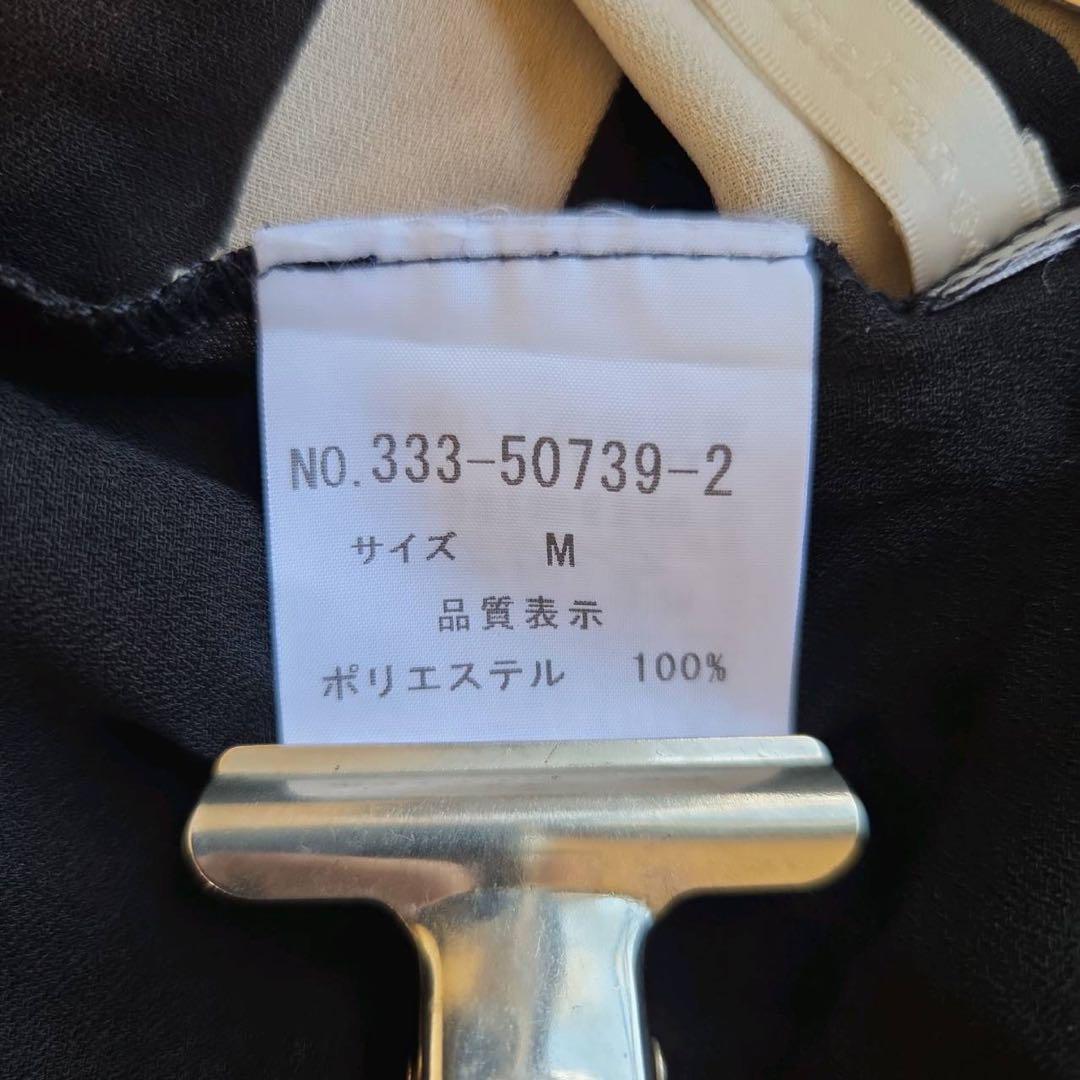 NO.333-50739-2
サイズ M
品質表示
ポリエステル 100%